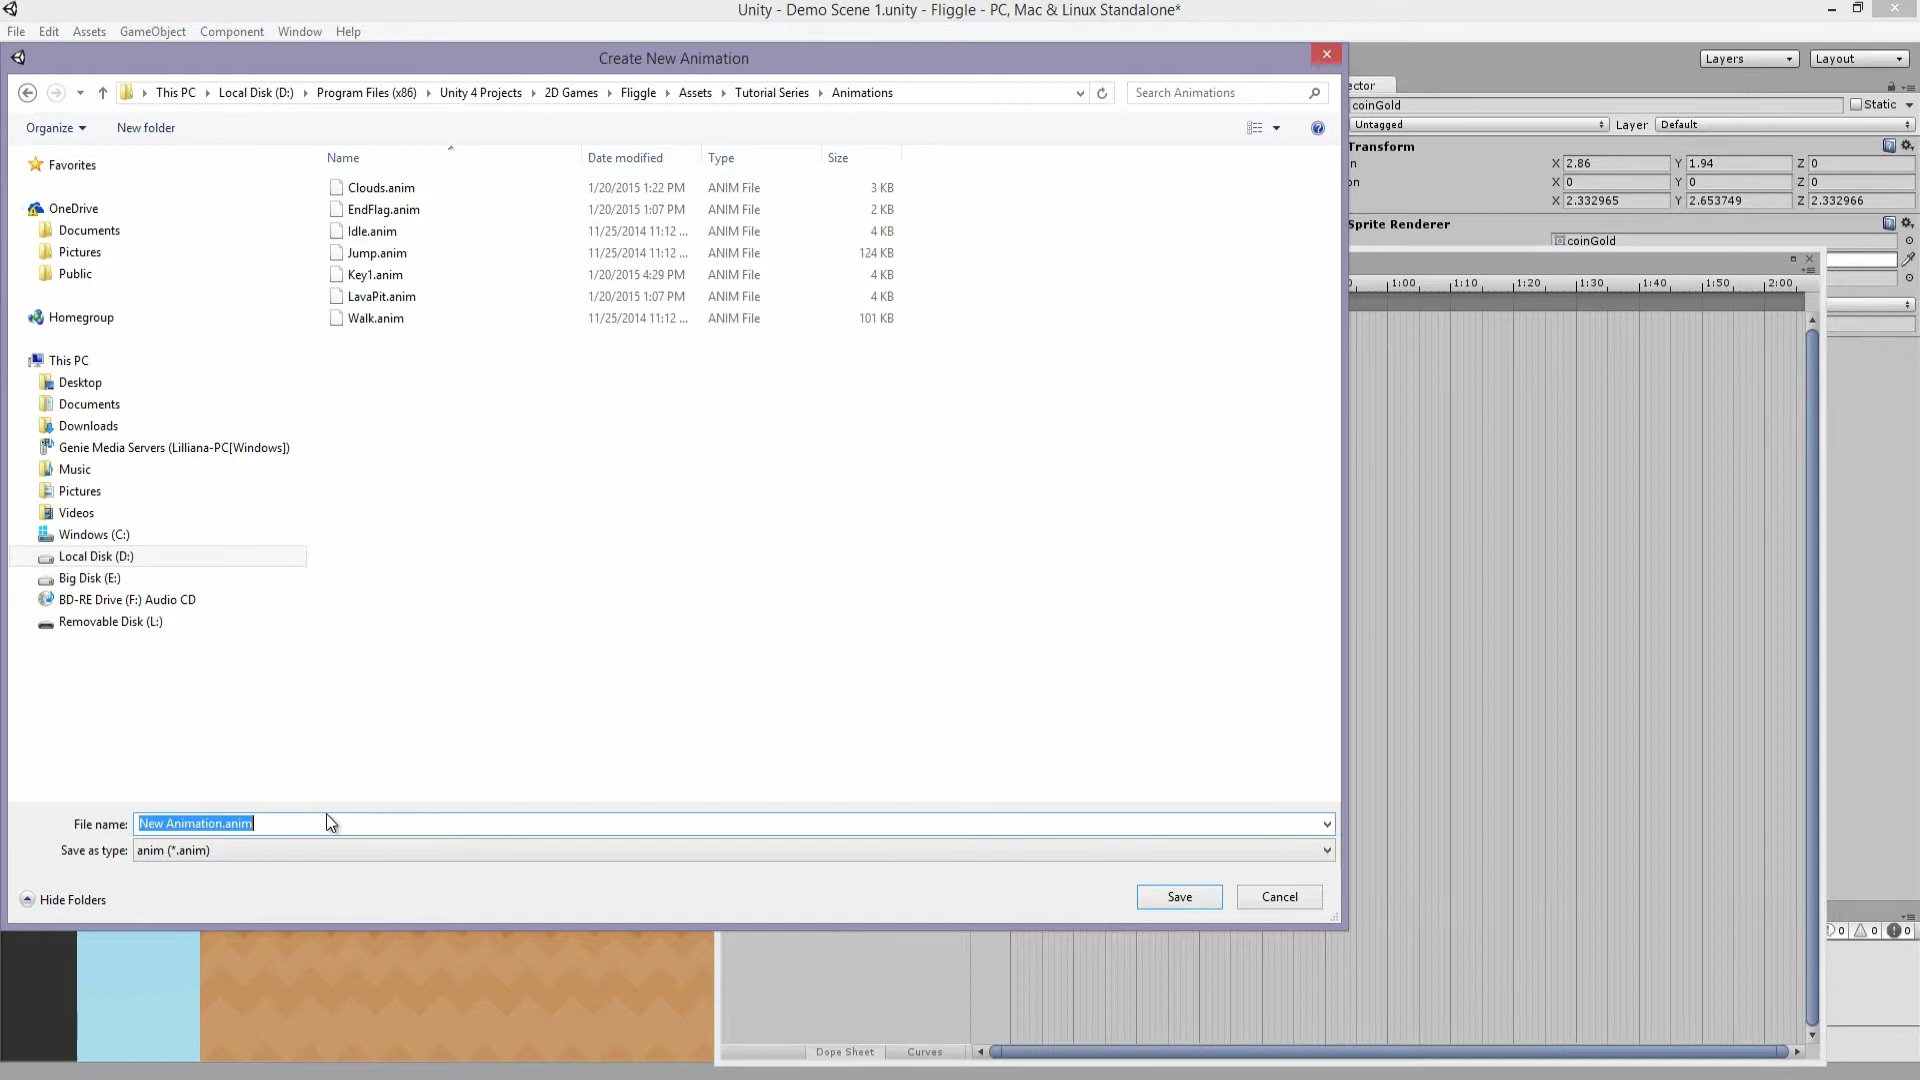 Unity - Demo Scene 1.unity - Fliggle - PC, Mac & Linux Standalone*
File Edit Assets GameObject Component Window Help
Create New Animation
Layers Layout
This PC Local Disk (D:) Program Files (x86) Unity 4 Projects 2D Games Fliggle Assets Tutorial Series Animations Search Animations
ector
coinGold Static
Untagged Layer Default
Organize New folder
Transform
Name Date modified Type Size
n X 2.86 Y 1.94 Z 0
on X 0 Y 0 Z 0
X 2.332965 Y 2.653749 Z 2.332966
Sprite Renderer
coinGold
1:00 1:10 1:20 1:30 1:40 1:50 2:00
Favorites
OneDrive
Documents
Pictures
Public
Homegroup
This PC
Desktop
Documents
Downloads
Genie Media Servers (Lilliana-PC[Windows])
Music
Pictures
Videos
Windows (C:)
Local Disk (D:)
Big Disk (E:)
BD-RE Drive (F:) Audio CD
Removable Disk (L:)
Clouds.anim 1/20/2015 1:22 PM ANIM File 3 KB
EndFlag.anim 1/20/2015 1:07 PM ANIM File 2 KB
Idle.anim 11/25/2014 11:12 ... ANIM File 4 KB
Jump.anim 11/25/2014 11:12 ... ANIM File 124 KB
Key1.anim 1/20/2015 4:29 PM ANIM File 4 KB
LavaPit.anim 1/20/2015 1:07 PM ANIM File 4 KB
Walk.anim 11/25/2014 11:12 ... ANIM File 101 KB
File name: New Animation.anim
Save as type: anim (*.anim)
Hide Folders Save Cancel
0 0 0
Dope Sheet Curves